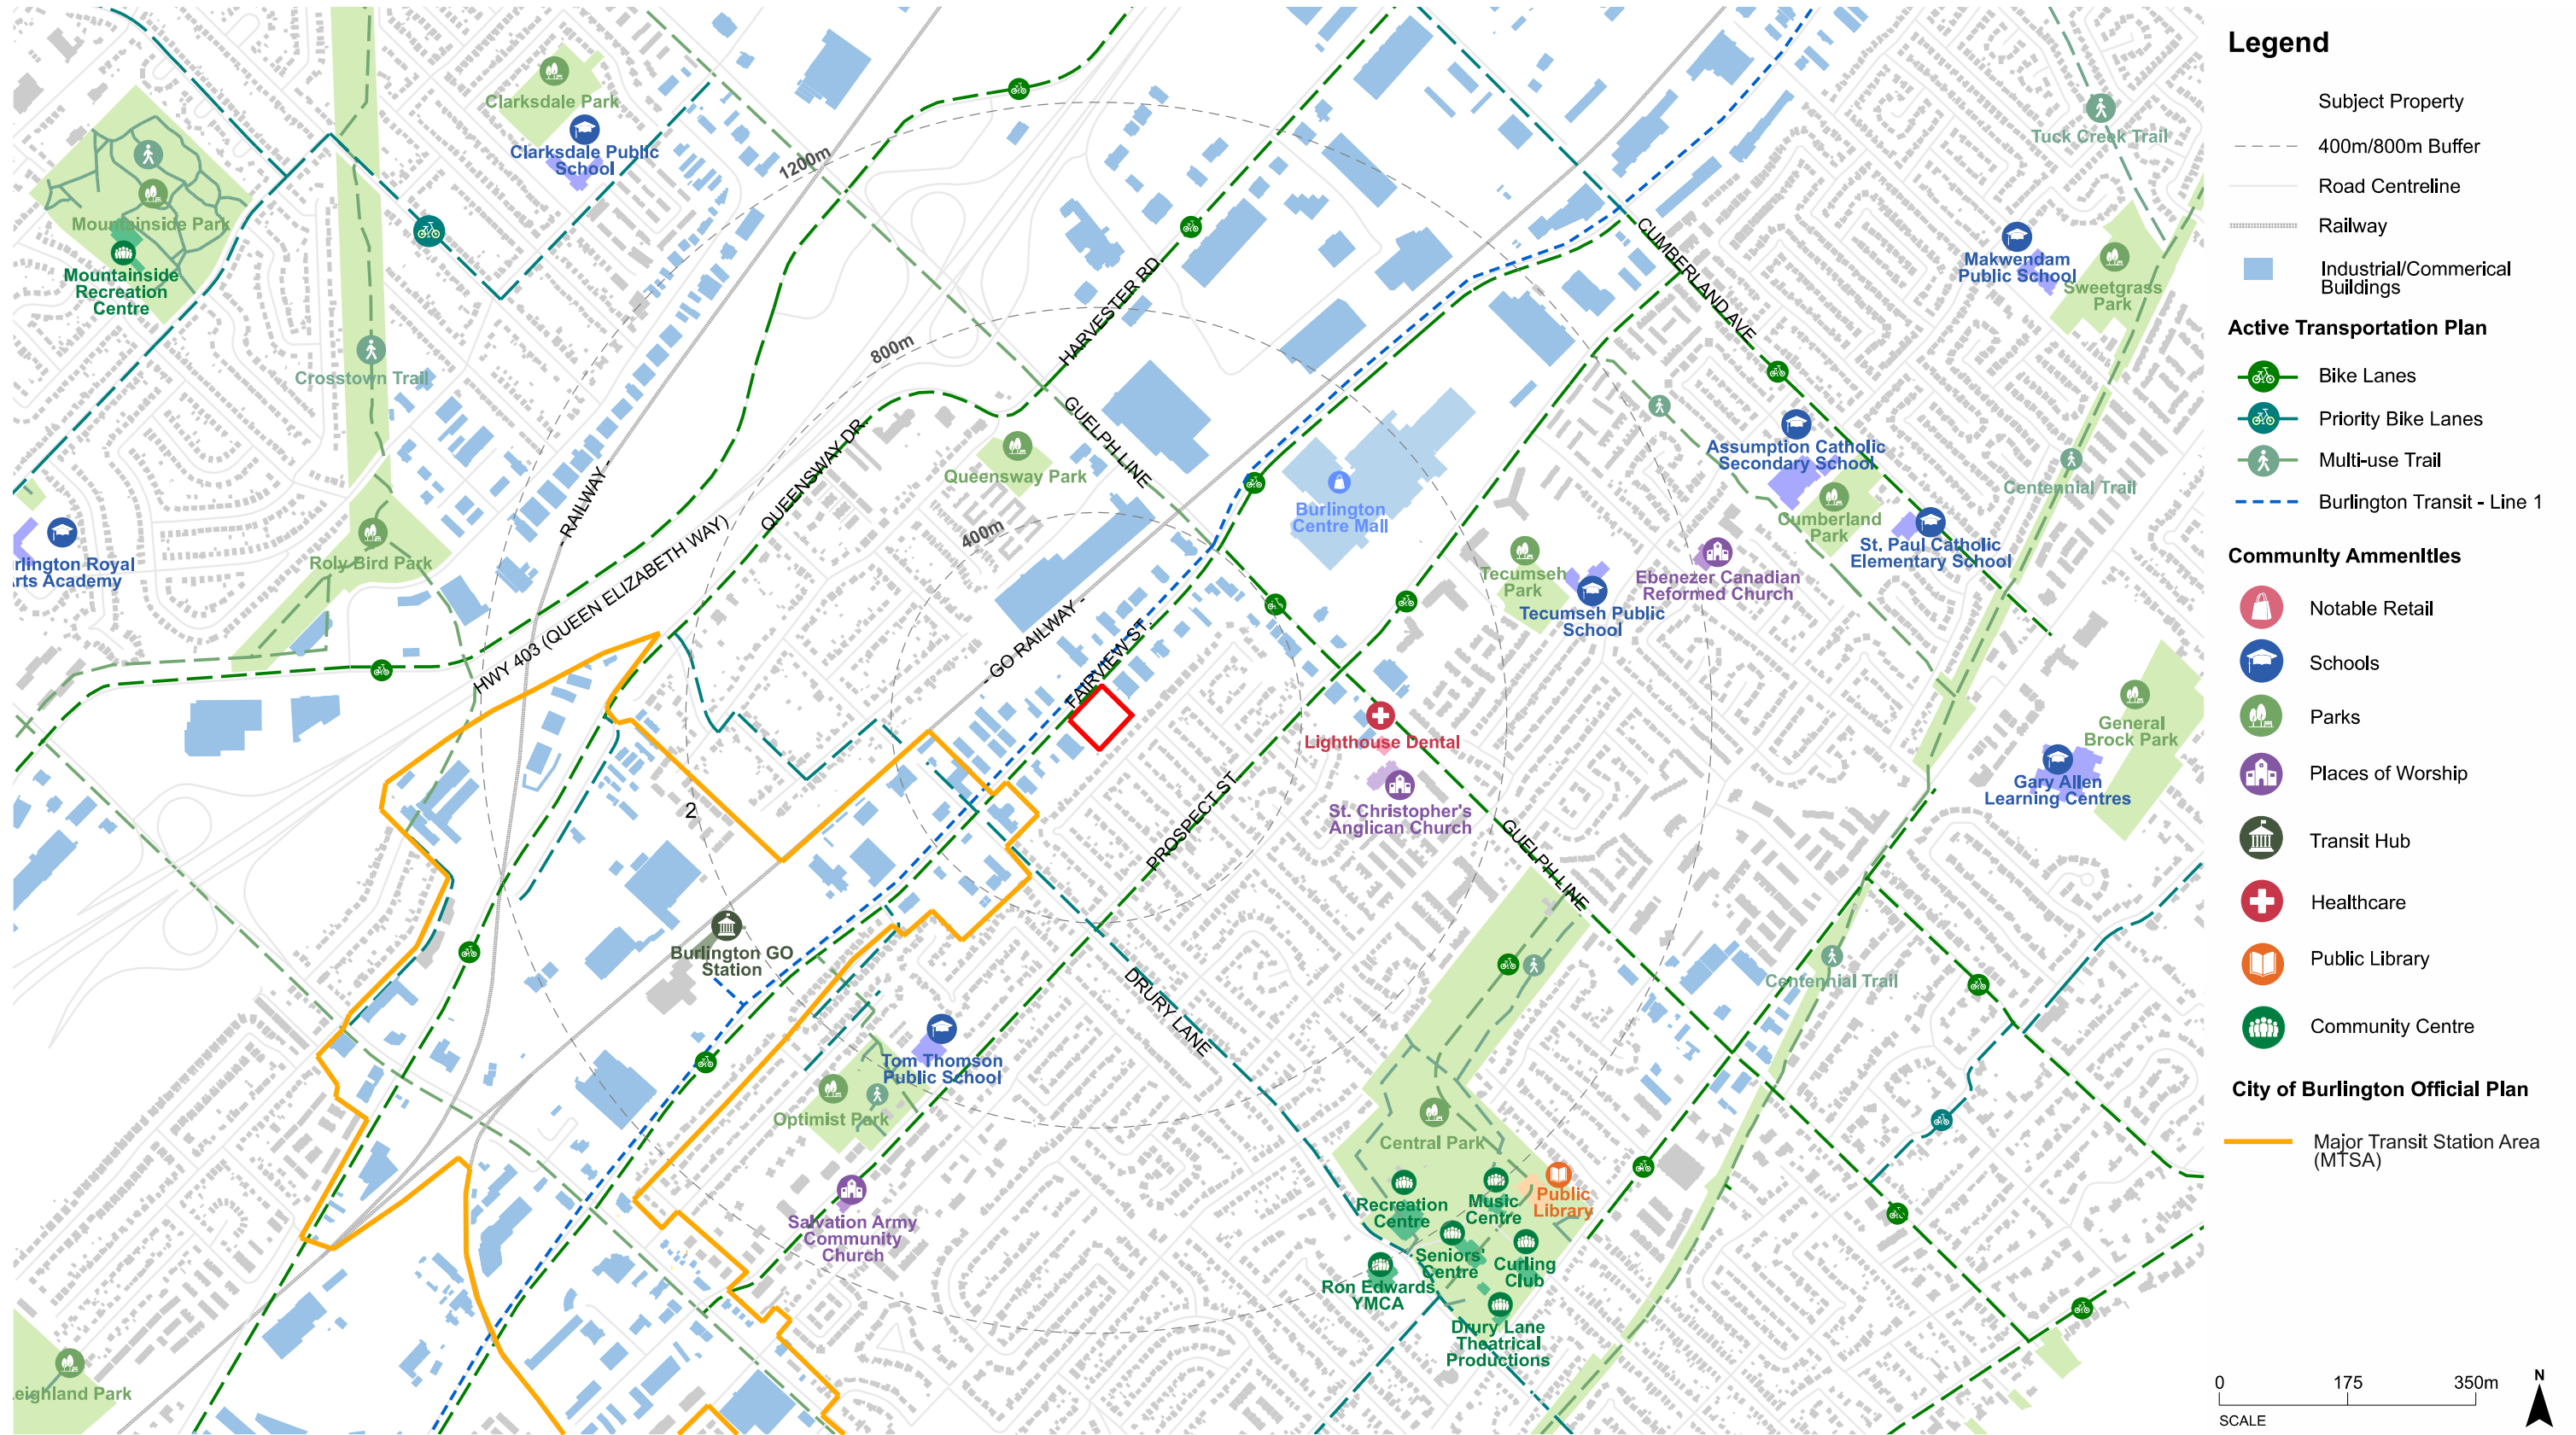 Clarksdale Park
Clarksdale Public
School
Mountainside Park
Mountainside
Recreation
Centre
Crosstown Trail
1200m
800m
400m
HARVESTER RD
GUELPH LINE
CUMBERLAND AVE
Tuck Creek Trail
Makwendam
Public School
Sweetgrass
Park
Queensway Park
QUEENSWAY DR.
- RAILWAY -
HWY 403 (QUEEN ELIZABETH WAY)
- GO RAILWAY -
FAIRVIEW ST.
Burlington
Centre Mall
Assumption Catholic
Secondary School
Cumberland
Park
St. Paul Catholic
Elementary School
Centennial Trail
rlington Royal
rts Academy
Roly Bird Park
Tecumseh
Park
Tecumseh Public
School
Ebenezer Canadian
Reformed Church
Lighthouse Dental
St. Christopher's
Anglican Church
General
Brock Park
Gary Allen
Learning Centres
2
PROSPECT ST
GUELPH LINE
Burlington GO
Station
DRURY LANE
Centennial Trail
Tom Thomson
Public School
Optimist Park
Central Park
Salvation Army
Community
Church
Recreation
Centre
Music
Centre
Public
Library
Seniors'
Centre
Curling
Club
Ron Edwards
YMCA
Drury Lane
Theatrical
Productions
eighland Park
Legend
Subject Property
400m/800m Buffer
Road Centreline
Railway
Industrial/Commerical
Buildings
Active Transportation Plan
Bike Lanes
Priority Bike Lanes
Multi-use Trail
Burlington Transit - Line 1
Community Ammenitles
Notable Retail
Schools
Parks
Places of Worship
Transit Hub
Healthcare
Public Library
Community Centre
City of Burlington Official Plan
Major Transit Station Area
(MTSA)
0 175 350m
SCALE
N